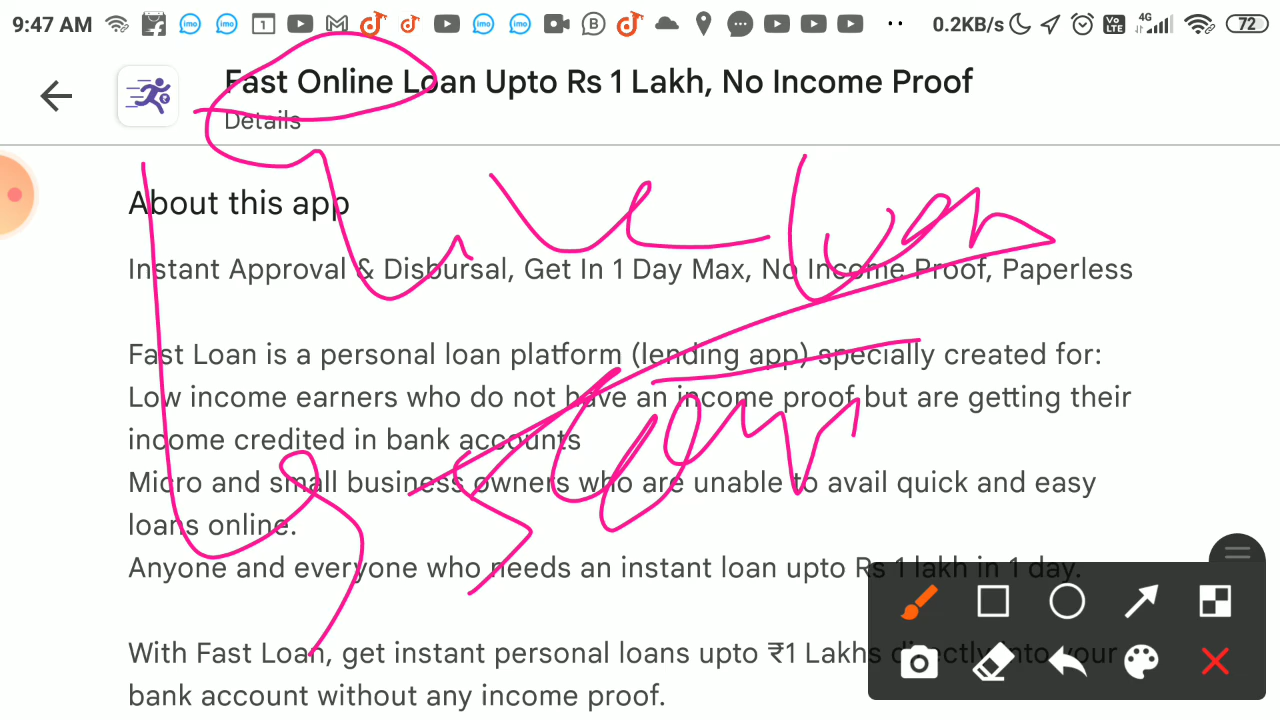 9:47 AM 0.2KB/s 4G 72
Fast Online Loan Upto Rs 1 Lakh, No Income Proof
Details
About this app
Instant Approval & Disbursal, Get In 1 Day Max, No Income Proof, Paperless
Fast Loan is a personal loan platform (lending app) specially created for:
Low income earners who do not have an income proof but are getting their
income credited in bank accounts
Micro and small business owners who are unable to avail quick and easy
loans online.
Anyone and everyone who needs an instant loan upto Rs 1 lakh in 1 day.
With Fast Loan, get instant personal loans upto ₹1 Lakhs directly into your
bank account without any income proof.